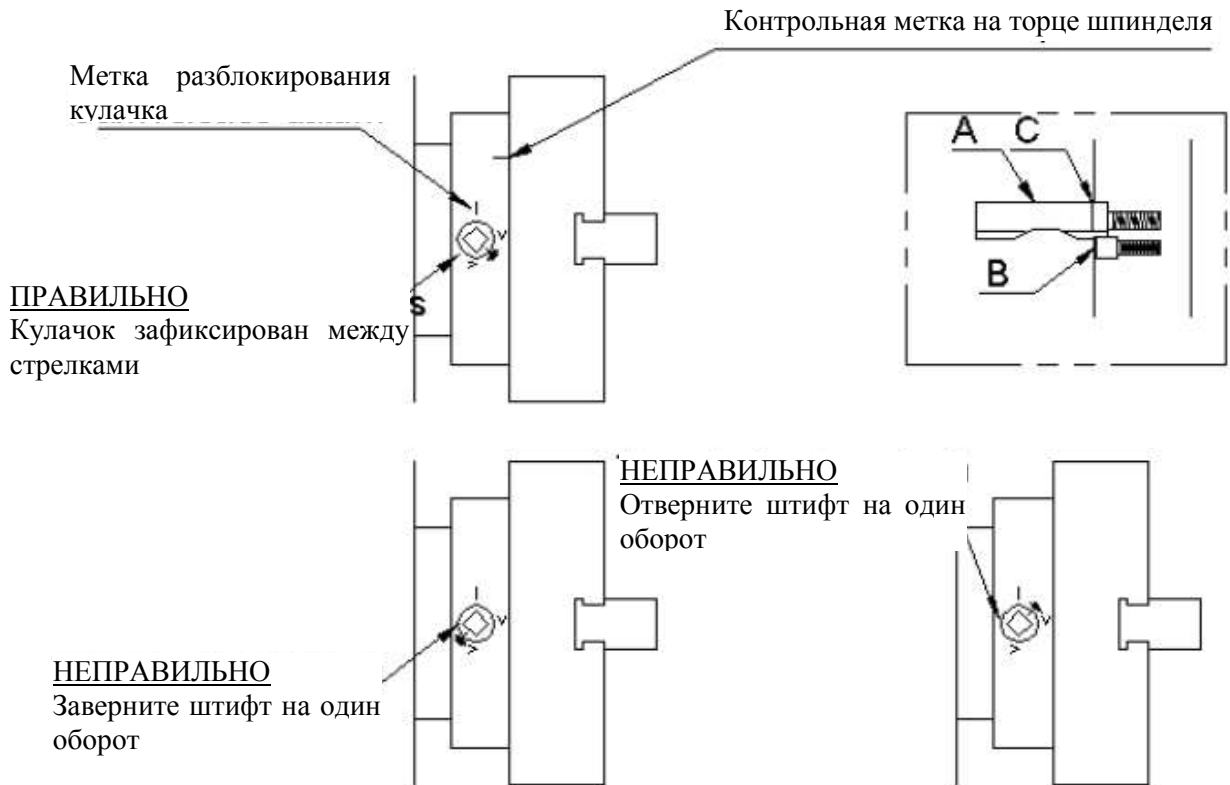 Контрольная метка на торце шпинделя
Метка разблокирования
кулачка
A C
B
S
ПРАВИЛЬНО
Кулачок зафиксирован между
стрелками
НЕПРАВИЛЬНО
Отверните штифт на один
оборот
НЕПРАВИЛЬНО
Заверните штифт на один
оборот